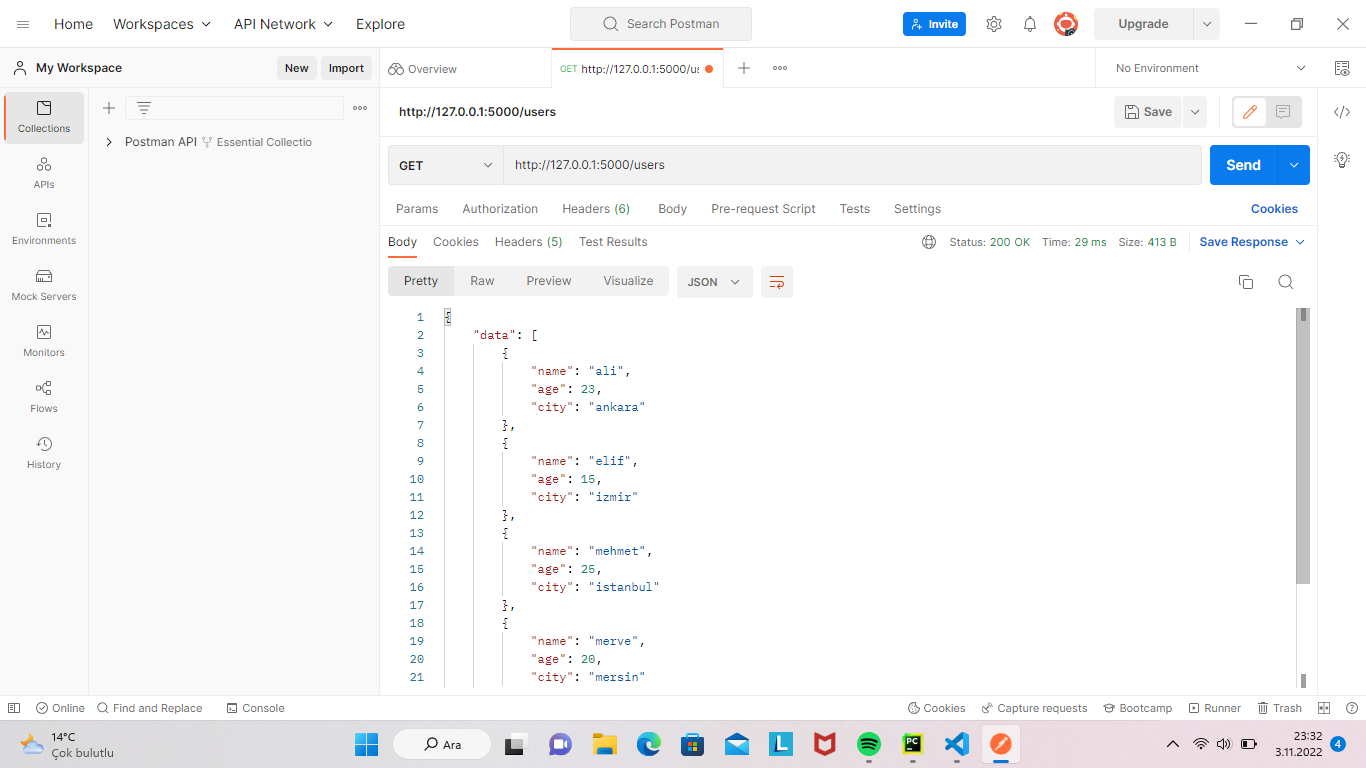 Home Workspaces API Network Explore Search Postman Invite Upgrade
My Workspace New Import Overview GET http://127.0.0.1:5000/us No Environment
http://127.0.0.1:5000/users Save
Collections
Postman API Essential Collectio
GET http://127.0.0.1:5000/users Send
APIs
Params Authorization Headers (6) Body Pre-request Script Tests Settings Cookies
Environments
Body Cookies Headers (5) Test Results Status: 200 OK Time: 29 ms Size: 413 B Save Response
Pretty Raw Preview Visualize JSON
Mock Servers
Monitors
Flows
History
1 {
2 "data": [
3 {
4 "name": "ali",
5 "age": 23,
6 "city": "ankara"
7 },
8 {
9 "name": "elif",
10 "age": 15,
11 "city": "izmir"
12 },
13 {
14 "name": "mehmet",
15 "age": 25,
16 "city": "istanbul"
17 },
18 {
19 "name": "merve",
20 "age": 20,
21 "city": "mersin"
Online Find and Replace Console Cookies Capture requests Bootcamp Runner Trash
14°C
Çok bulutlu
Ara
L
PC
23:32
3.11.2022
4